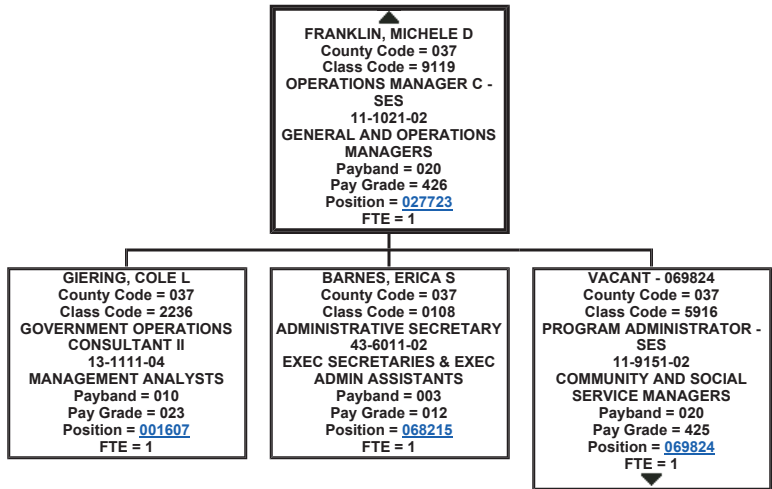 FRANKLIN, MICHELE D
County Code = 037
Class Code = 9119
OPERATIONS MANAGER C -
SES
11-1021-02
GENERAL AND OPERATIONS
MANAGERS
Payband = 020
Pay Grade = 426
Position = 027723
FTE = 1
GIERING, COLE L
County Code = 037
Class Code = 2236
GOVERNMENT OPERATIONS
CONSULTANT II
13-1111-04
MANAGEMENT ANALYSTS
Payband = 010
Pay Grade = 023
Position = 001607
FTE = 1
BARNES, ERICA S
County Code = 037
Class Code = 0108
ADMINISTRATIVE SECRETARY
43-6011-02
EXEC SECRETARIES & EXEC
ADMIN ASSISTANTS
Payband = 003
Pay Grade = 012
Position = 068215
FTE = 1
VACANT - 069824
County Code = 037
Class Code = 5916
PROGRAM ADMINISTRATOR -
SES
11-9151-02
COMMUNITY AND SOCIAL
SERVICE MANAGERS
Payband = 020
Pay Grade = 425
Position = 069824
FTE = 1